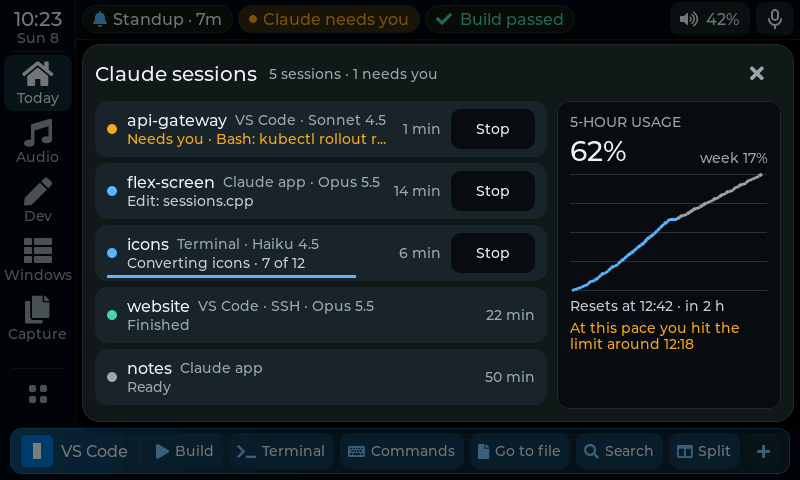 10:23
Sun 8
Standup · 7m
Claude needs you
Build passed
42%
Today
Audio
Dev
Windows
Capture
Claude sessions
5 sessions · 1 needs you
api-gateway VS Code · Sonnet 4.5
Needs you · Bash: kubectl rollout r...
1 min
Stop
flex-screen Claude app · Opus 5.5
Edit: sessions.cpp
14 min
Stop
icons Terminal · Haiku 4.5
Converting icons · 7 of 12
6 min
Stop
website VS Code · SSH · Opus 5.5
Finished
22 min
notes Claude app
Ready
50 min
5-HOUR USAGE
62%
week 17%
Resets at 12:42 · in 2 h
At this pace you hit the
limit around 12:18
VS Code
Build
Terminal
Commands
Go to file
Search
Split